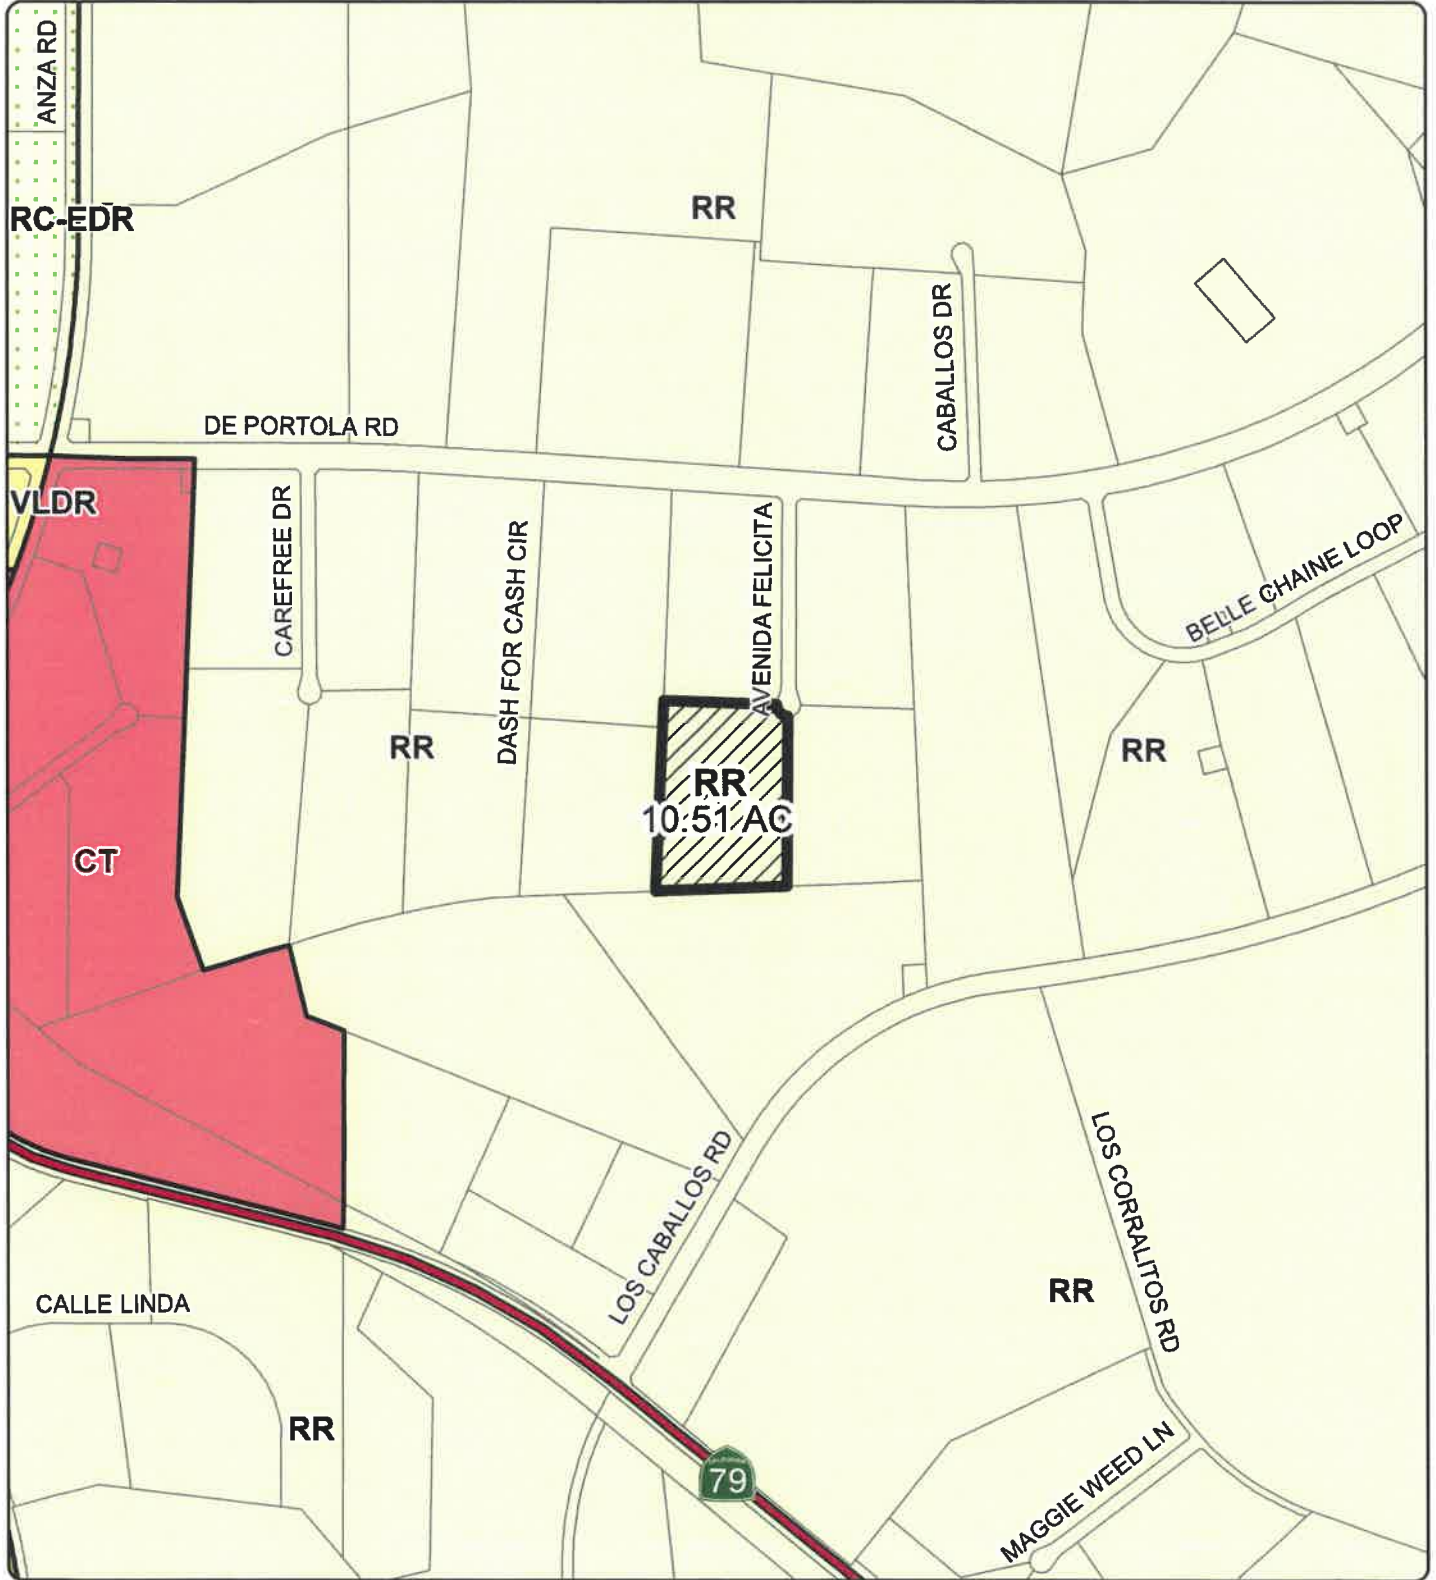 ANZA RD
RC-EDR
RR
CABALLOS DR
DE PORTOLA RD
VLDR
CAREFREE DR
DASH FOR CASH CIR
AVENIDA FELICITA
BELLE CHAINE LOOP
RR
RR
RR
10.51 AC
CT
LOS CABALLOS RD
LOS CORRALITOS RD
RR
CALLE LINDA
RR
79
MAGGIE WEED LN